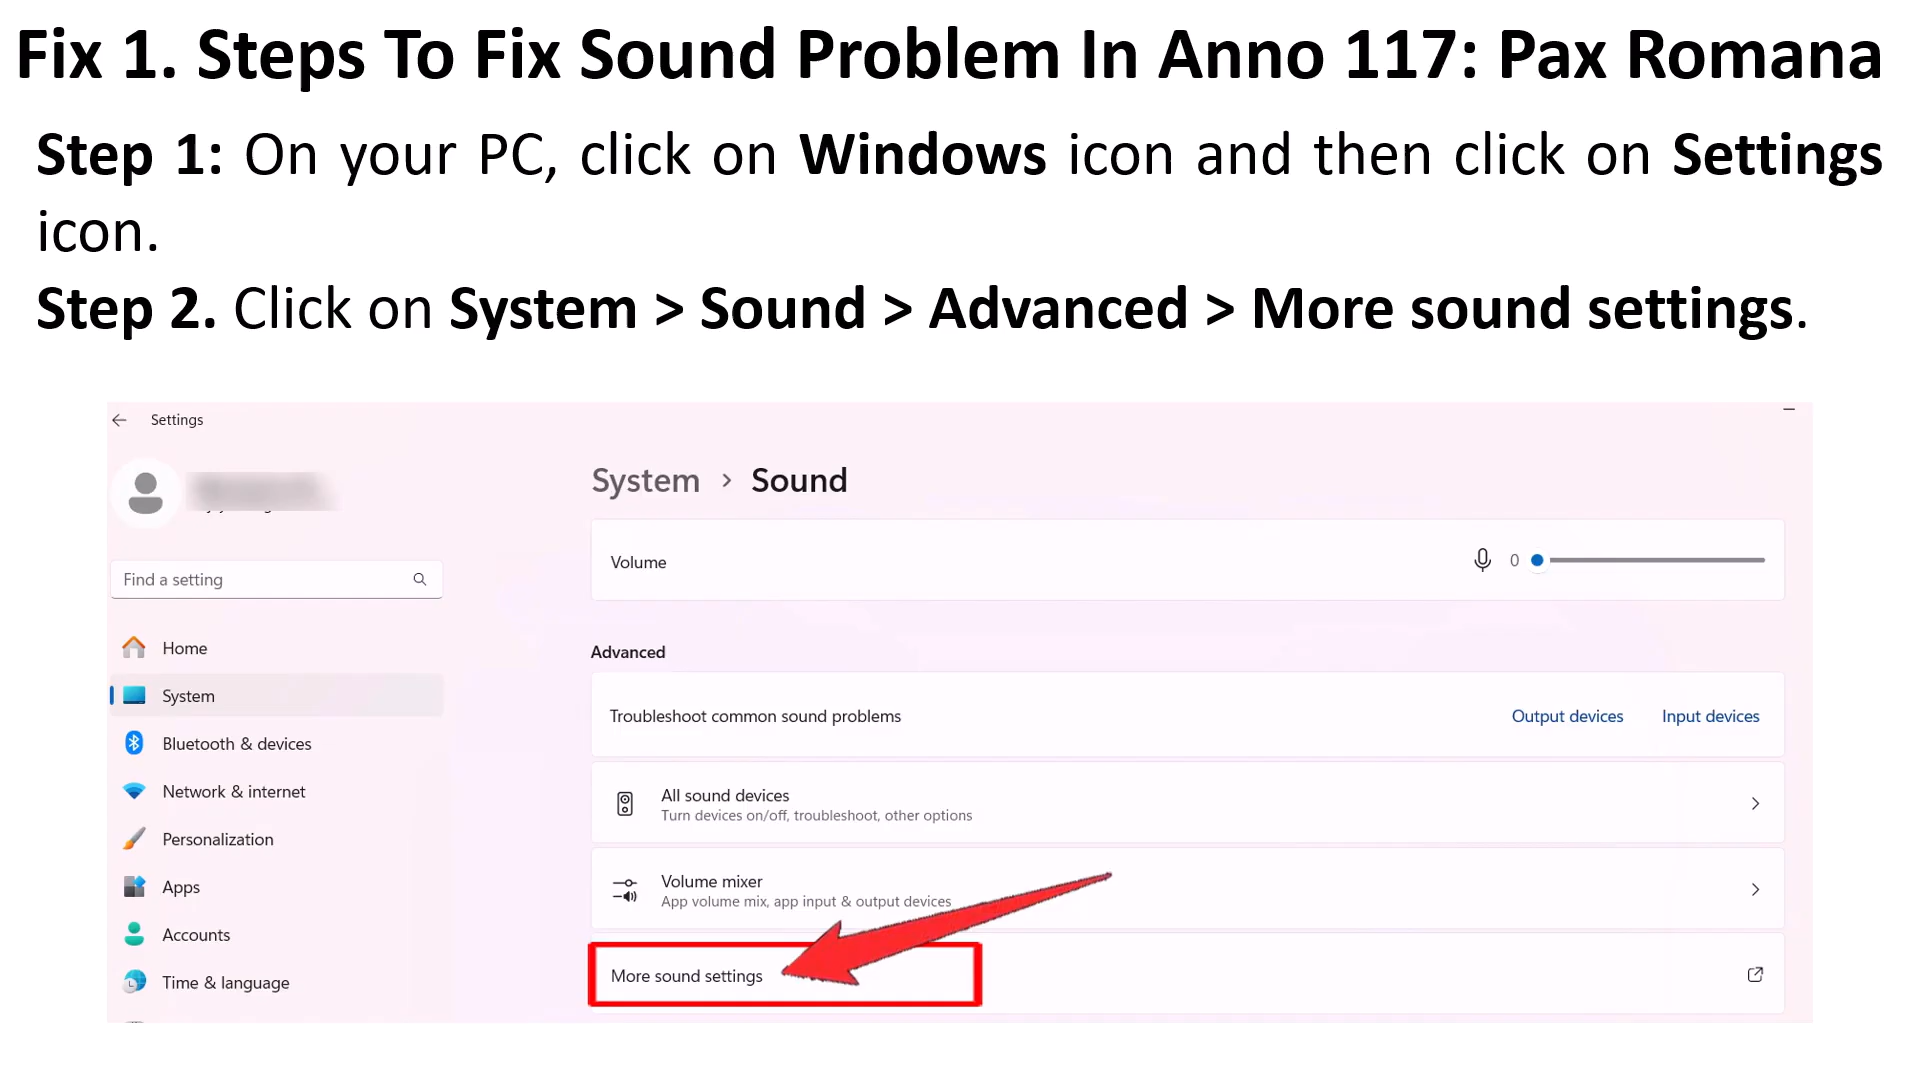 Fix 1. Steps To Fix Sound Problem In Anno 117: Pax Romana
Step 1: On your PC, click on Windows icon and then click on Settings
icon.
Step 2. Click on System > Sound > Advanced > More sound settings.
Settings
System > Sound
Find a setting
Home
System
Bluetooth & devices
Network & internet
Personalization
Apps
Accounts
Time & language
Volume
0
Advanced
Troubleshoot common sound problems
Output devices
Input devices
All sound devices
Turn devices on/off, troubleshoot, other options
Volume mixer
App volume mix, app input & output devices
More sound settings